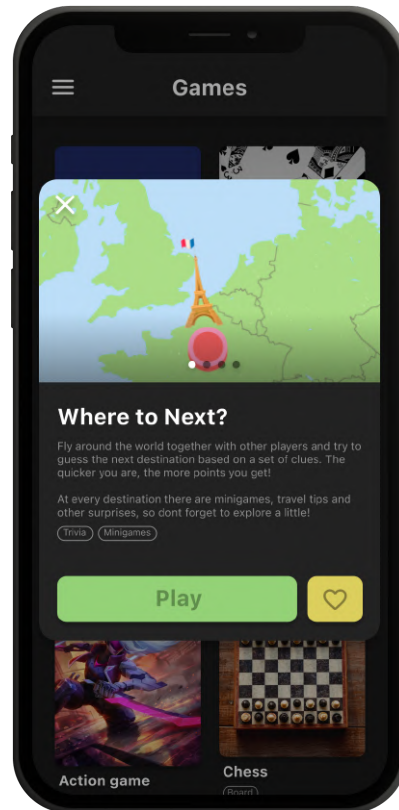 Games
Where to Next?
Fly around the world together with other players and try to
guess the next destination based on a set of clues. The
quicker you are, the more points you get!
At every destination there are minigames, travel tips and
other surprises, so dont forget to explore a little!
Trivia Minigames
Play
Action game
Chess
Board